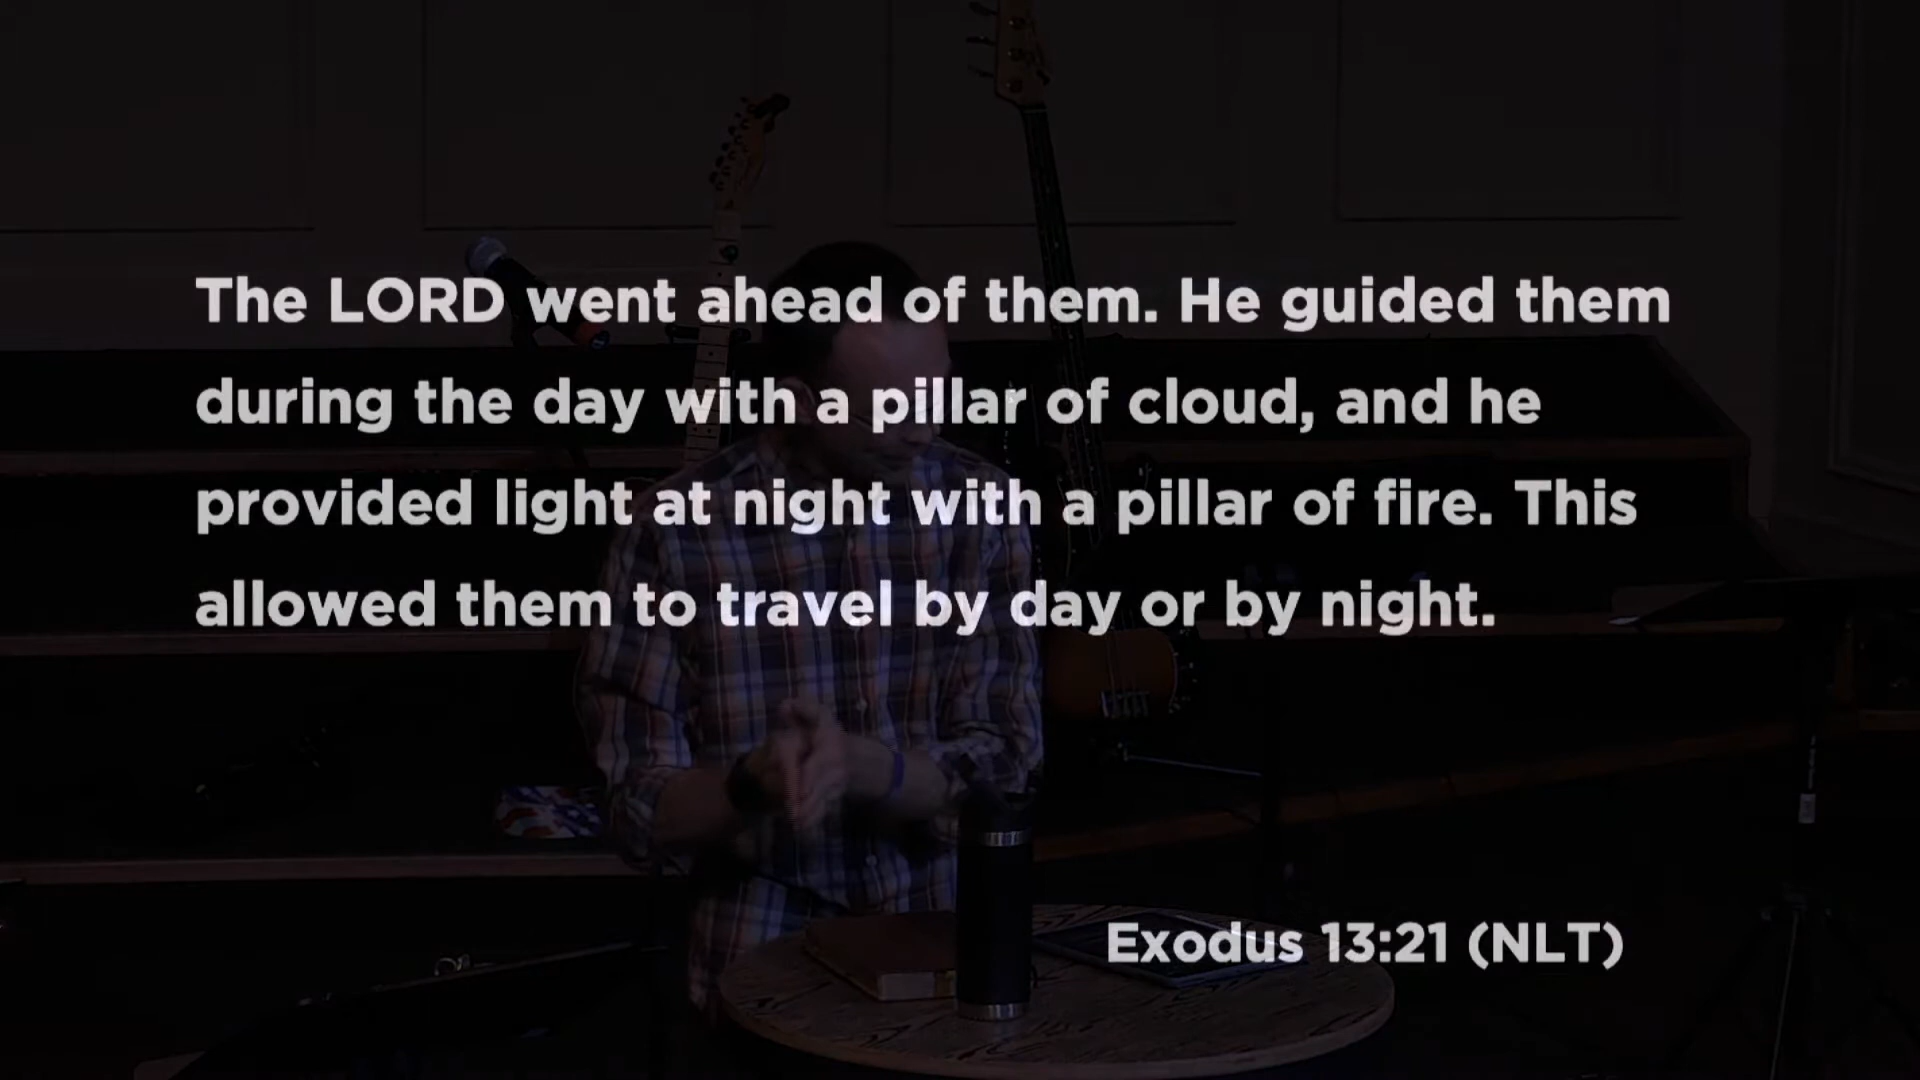 The LORD went ahead of them. He guided them
during the day with a pillar of cloud, and he
provided light at night with a pillar of fire. This
allowed them to travel by day or by night.
Exodus 13:21 (NLT)